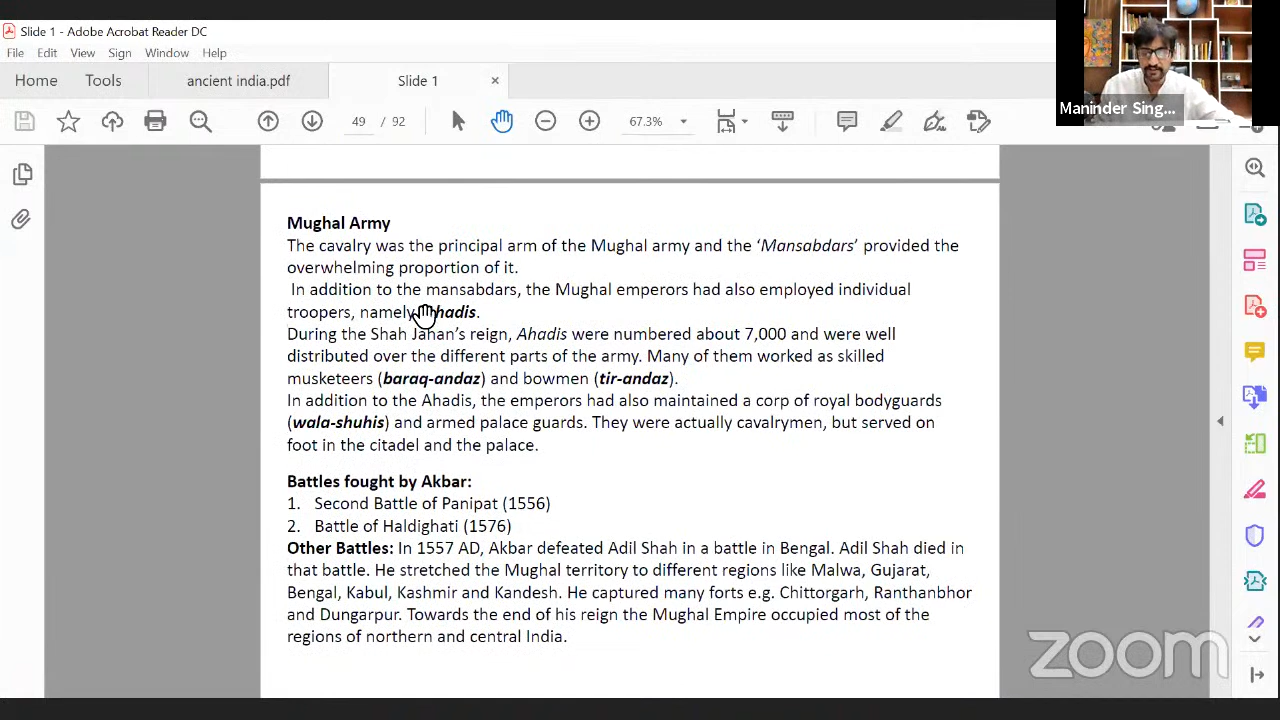 Slide 1 - Adobe Acrobat Reader DC
File Edit View Sign Window Help
Home Tools ancient india.pdf Slide 1 ×
49 / 92 67.3%
Maninder Sing...
Mughal Army
The cavalry was the principal arm of the Mughal army and the ‘Mansabdars’ provided the
overwhelming proportion of it.
In addition to the mansabdars, the Mughal emperors had also employed individual
troopers, namely hadis.
During the Shah Jahan’s reign, Ahadis were numbered about 7,000 and were well
distributed over the different parts of the army. Many of them worked as skilled
musketeers (baraq-andaz) and bowmen (tir-andaz).
In addition to the Ahadis, the emperors had also maintained a corp of royal bodyguards
(wala-shuhis) and armed palace guards. They were actually cavalrymen, but served on
foot in the citadel and the palace.
Battles fought by Akbar:
1. Second Battle of Panipat (1556)
2. Battle of Haldighati (1576)
Other Battles: In 1557 AD, Akbar defeated Adil Shah in a battle in Bengal. Adil Shah died in
that battle. He stretched the Mughal territory to different regions like Malwa, Gujarat,
Bengal, Kabul, Kashmir and Kandesh. He captured many forts e.g. Chittorgarh, Ranthanbhor
and Dungarpur. Towards the end of his reign the Mughal Empire occupied most of the
regions of northern and central India.
zoom